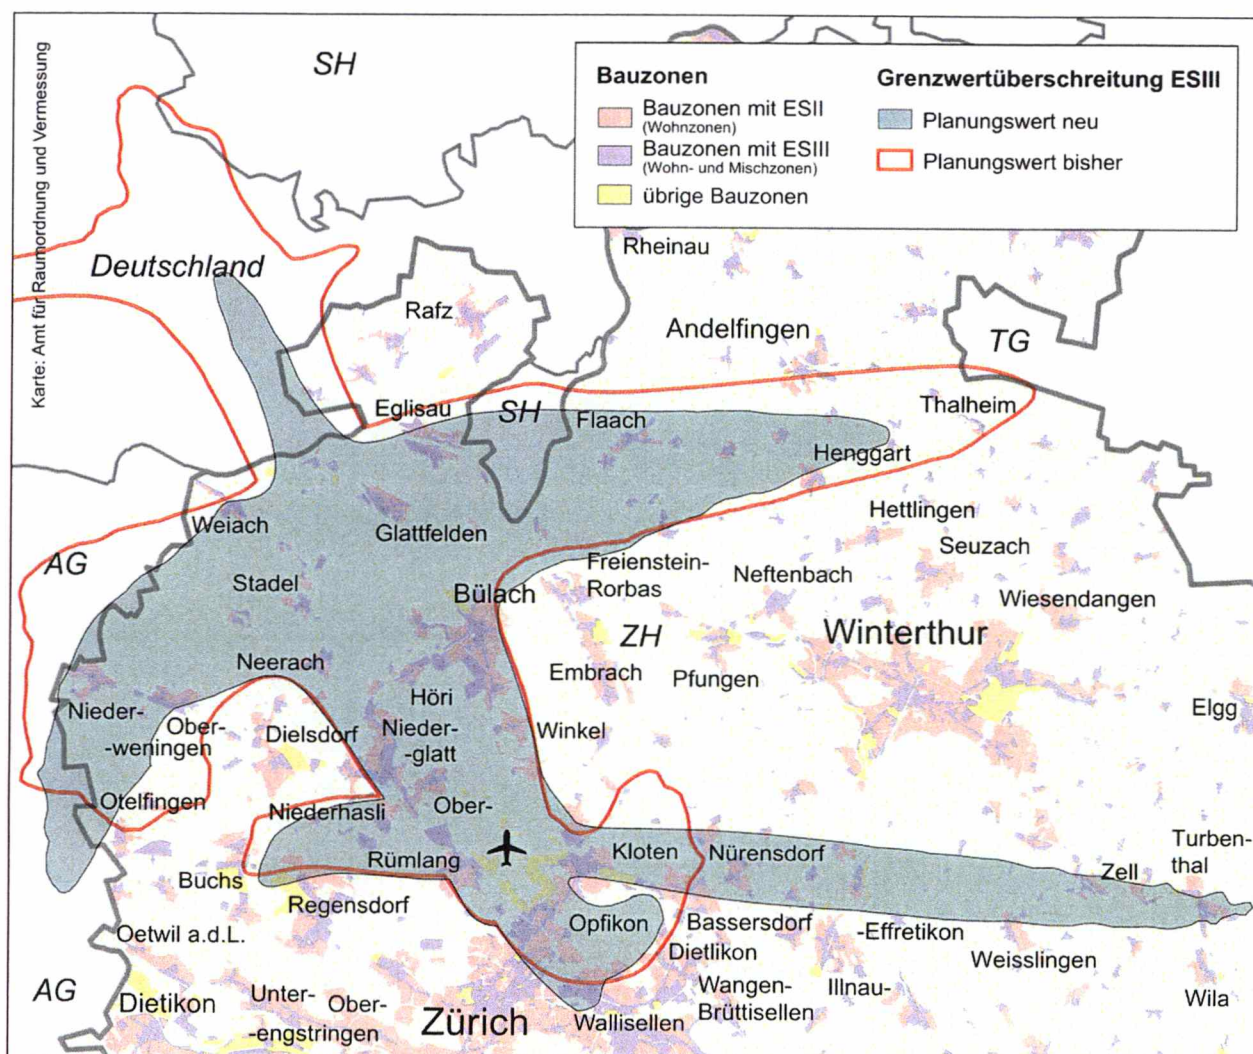 Karte: Amt für Raumordnung und Vermessung
SH
Bauzonen
Bauzonen mit ESII
(Wohnzonen)
Bauzonen mit ESIII
(Wohn- und Mischzonen)
übrige Bauzonen
Grenzwertüberschreitung ESIII
Planungswert neu
Planungswert bisher
Rheinau
Deutschland
Rafz
Andelfingen
TG
Eglisau
SH
Flaach
Thalheim
Henggart
Weiach
Glattfelden
Hettlingen
Seuzach
AG
Stadel
Freienstein-
Rorbas
Neftenbach
Bülach
Wiesendangen
ZH
Winterthur
Neerach
Embrach
Pfungen
Höri
Elgg
Nieder-
Ober-
-weningen
Dielsdorf
Nieder-
-glatt
Winkel
Otelfingen
Niederhasli
Ober-
Rümlang
Kloten
Nürensdorf
Zell
Turben-
thal
Buchs
Regensdorf
Opfikon
Bassersdorf
-Effretikon
Oetwil a.d.L.
Dietlikon
Weisslingen
AG
Dietikon
Unter-
Ober-
-engstringen
Zürich
Wallisellen
Wangen-
Brüttisellen
Illnau-
Wila